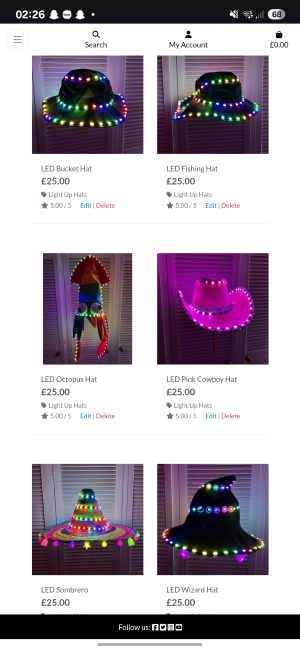 02:26
68
Search
My Account
£0.00
LED Bucket Hat
£25.00
Light Up Hats
5.00 / 5 Edit | Delete
LED Fishing Hat
£25.00
Light Up Hats
5.00 / 5 Edit | Delete
LED Octopus Hat
£25.00
Light Up Hats
5.00 / 5 Edit | Delete
LED Pink Cowboy Hat
£25.00
Light Up Hats
5.00 / 5 Edit | Delete
LED Sombrero
£25.00
LED Wizard Hat
£25.00
Follow us: